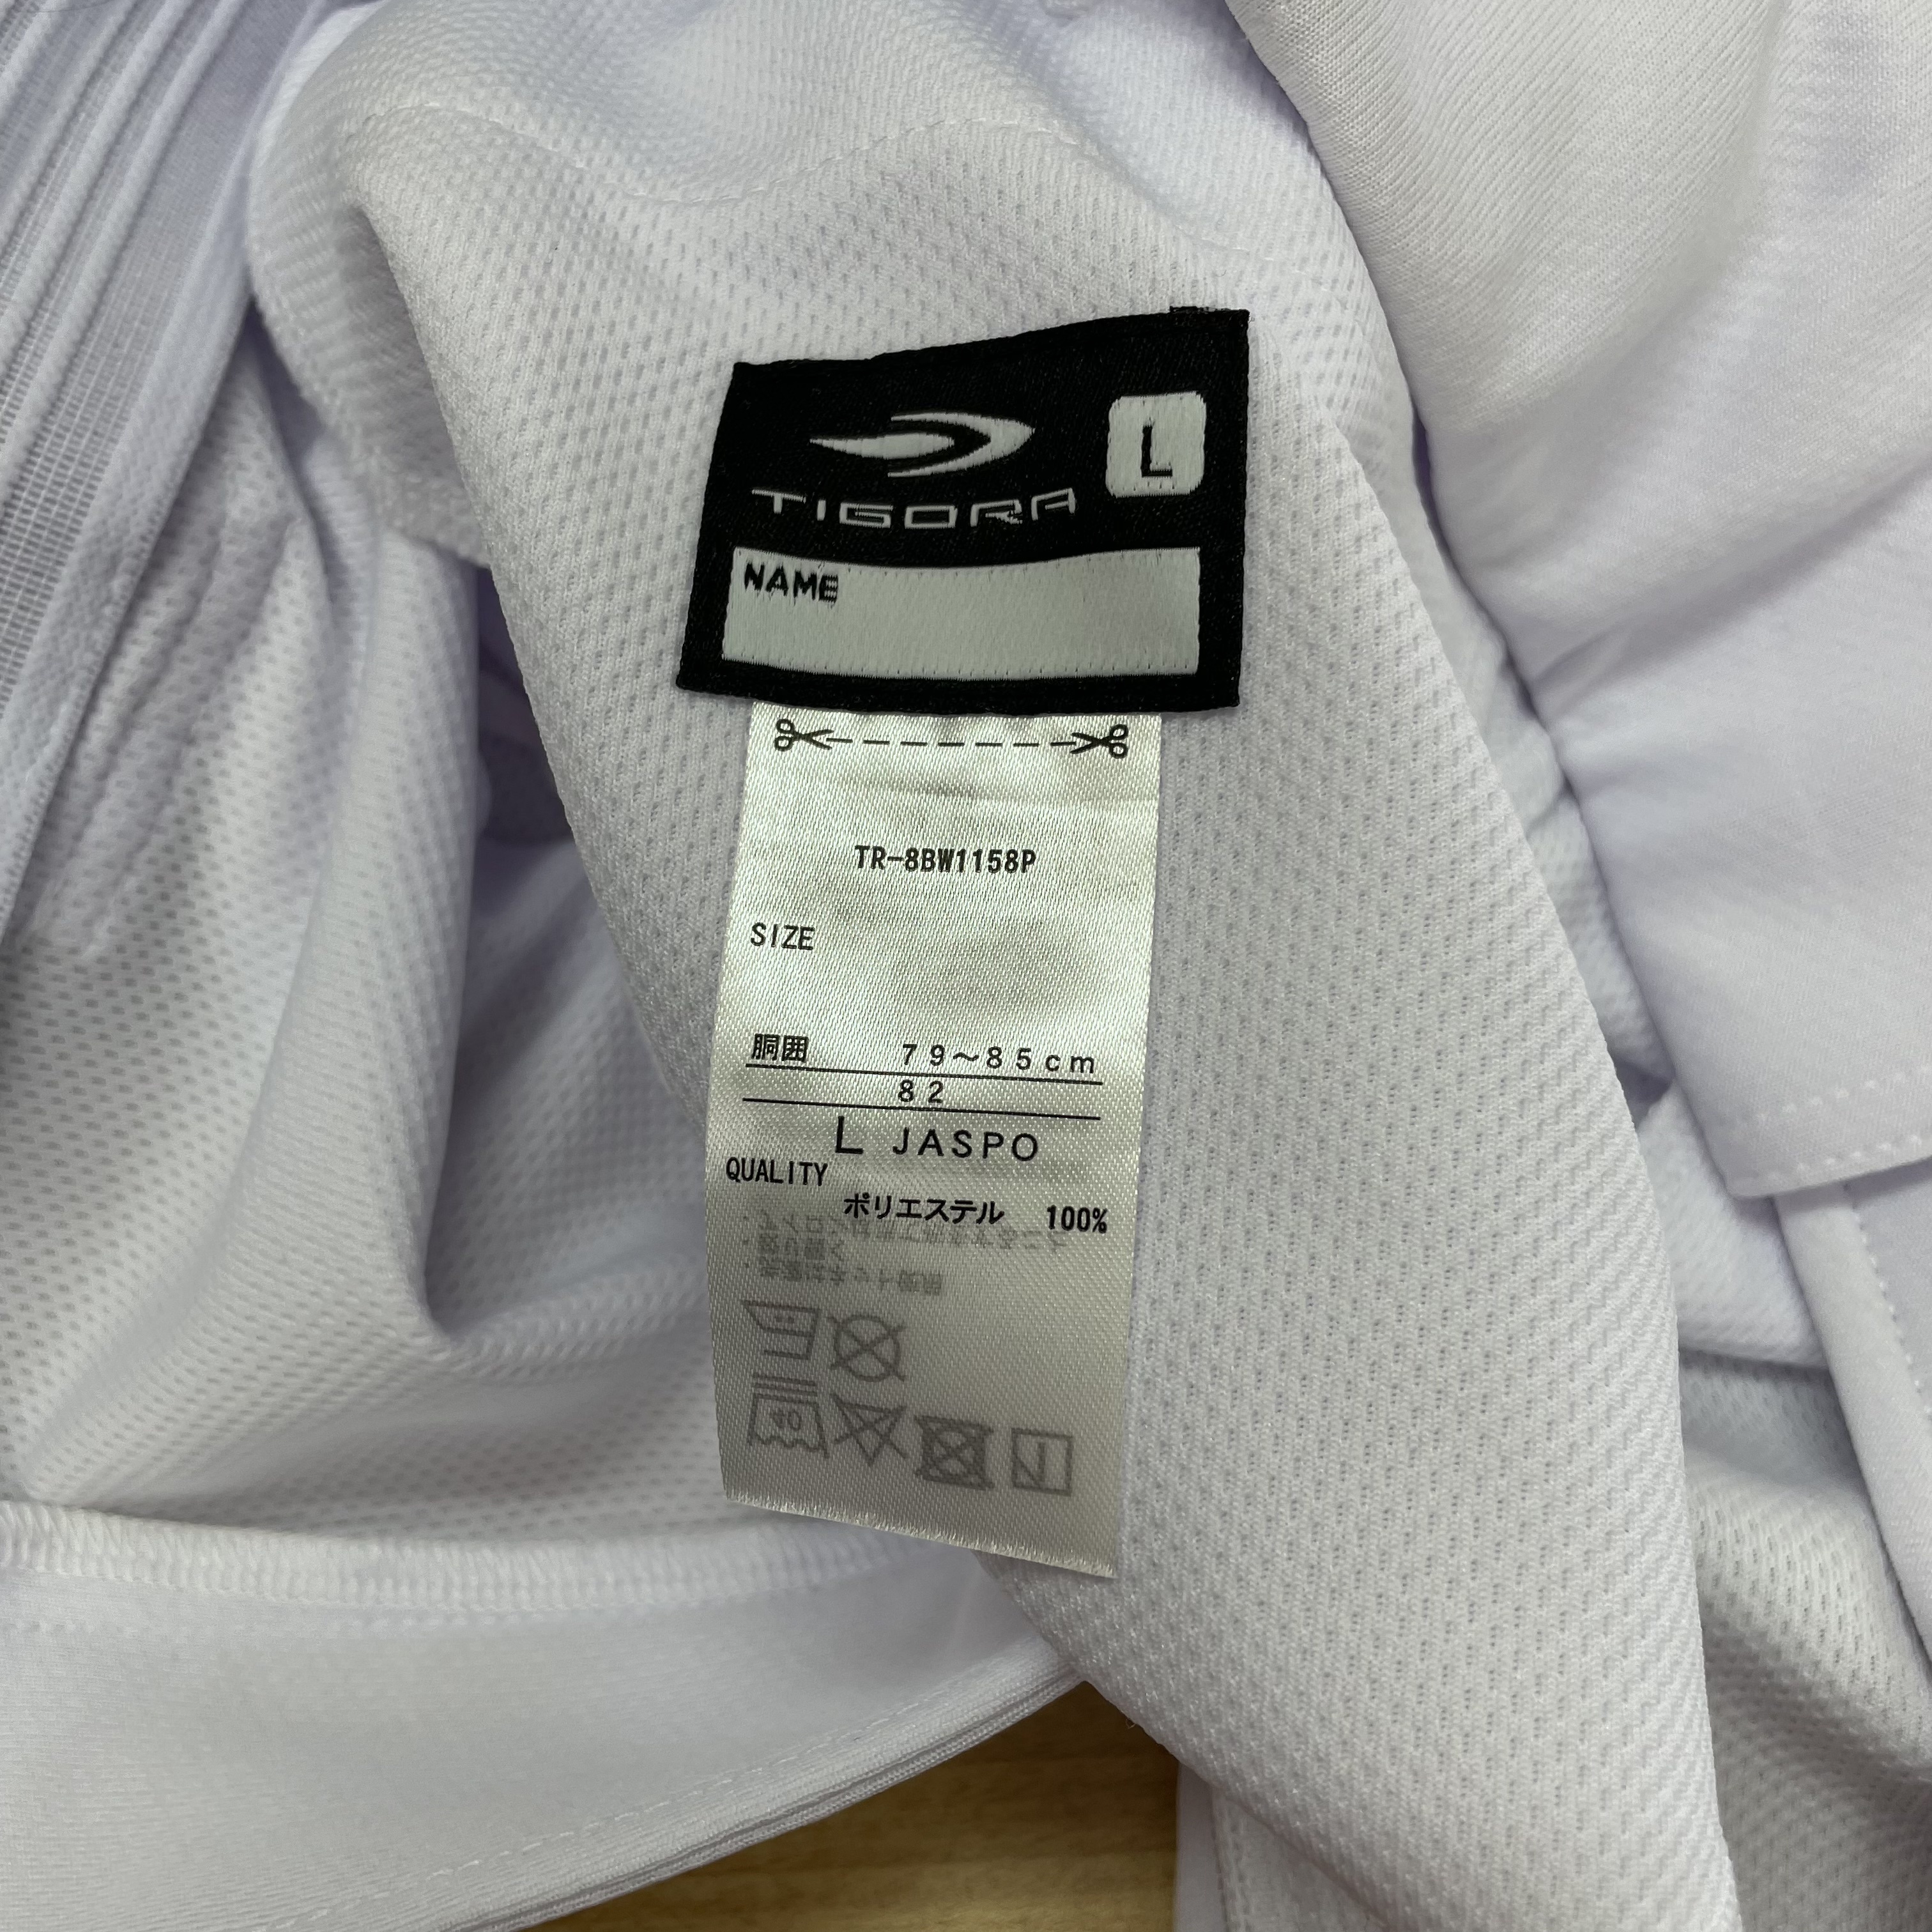 L
TIGORA
NAME
TR-8BW1158P
SIZE
胴囲 79～85cm
82
L JASPO
QUALITY
ポリエステル 100%
40